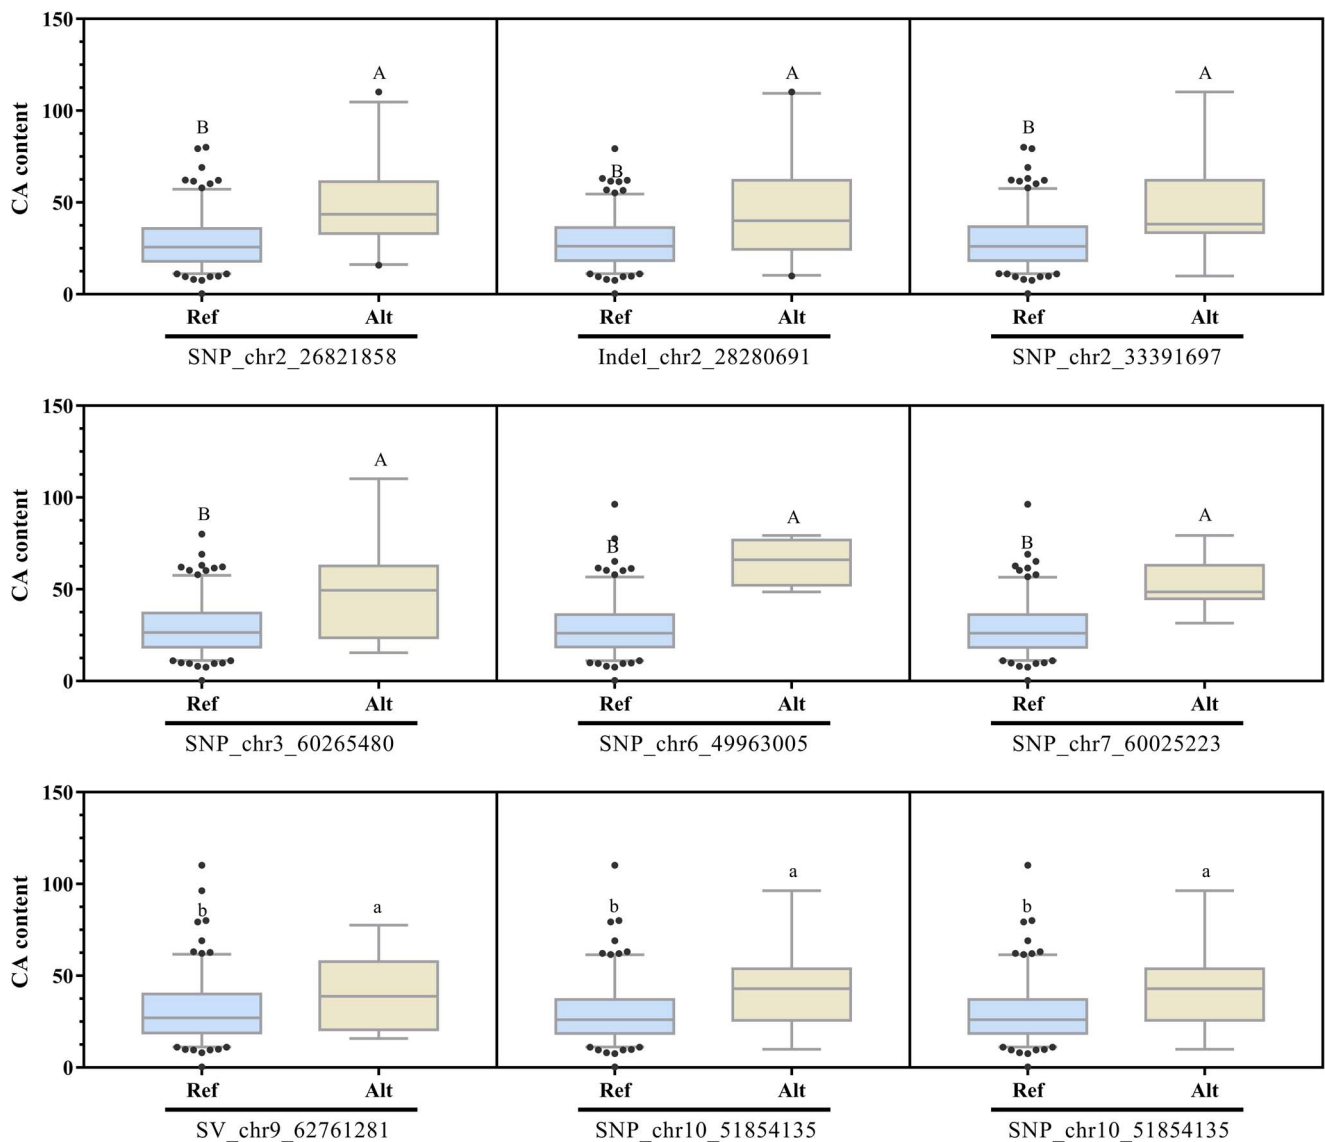 150
A
A
A
100
B
B
B
CA content
50
0
Ref Alt Ref Alt Ref Alt
SNP_chr2_26821858 Indel_chr2_28280691 SNP_chr2_33391697
150
A
B
A
A
100
B
B
CA content
50
0
Ref Alt Ref Alt Ref Alt
SNP_chr3_60265480 SNP_chr6_49963005 SNP_chr7_60025223
150
a
a
100
b
a
b
b
CA content
50
0
Ref Alt Ref Alt Ref Alt
SV_chr9_62761281 SNP_chr10_51854135 SNP_chr10_51854135